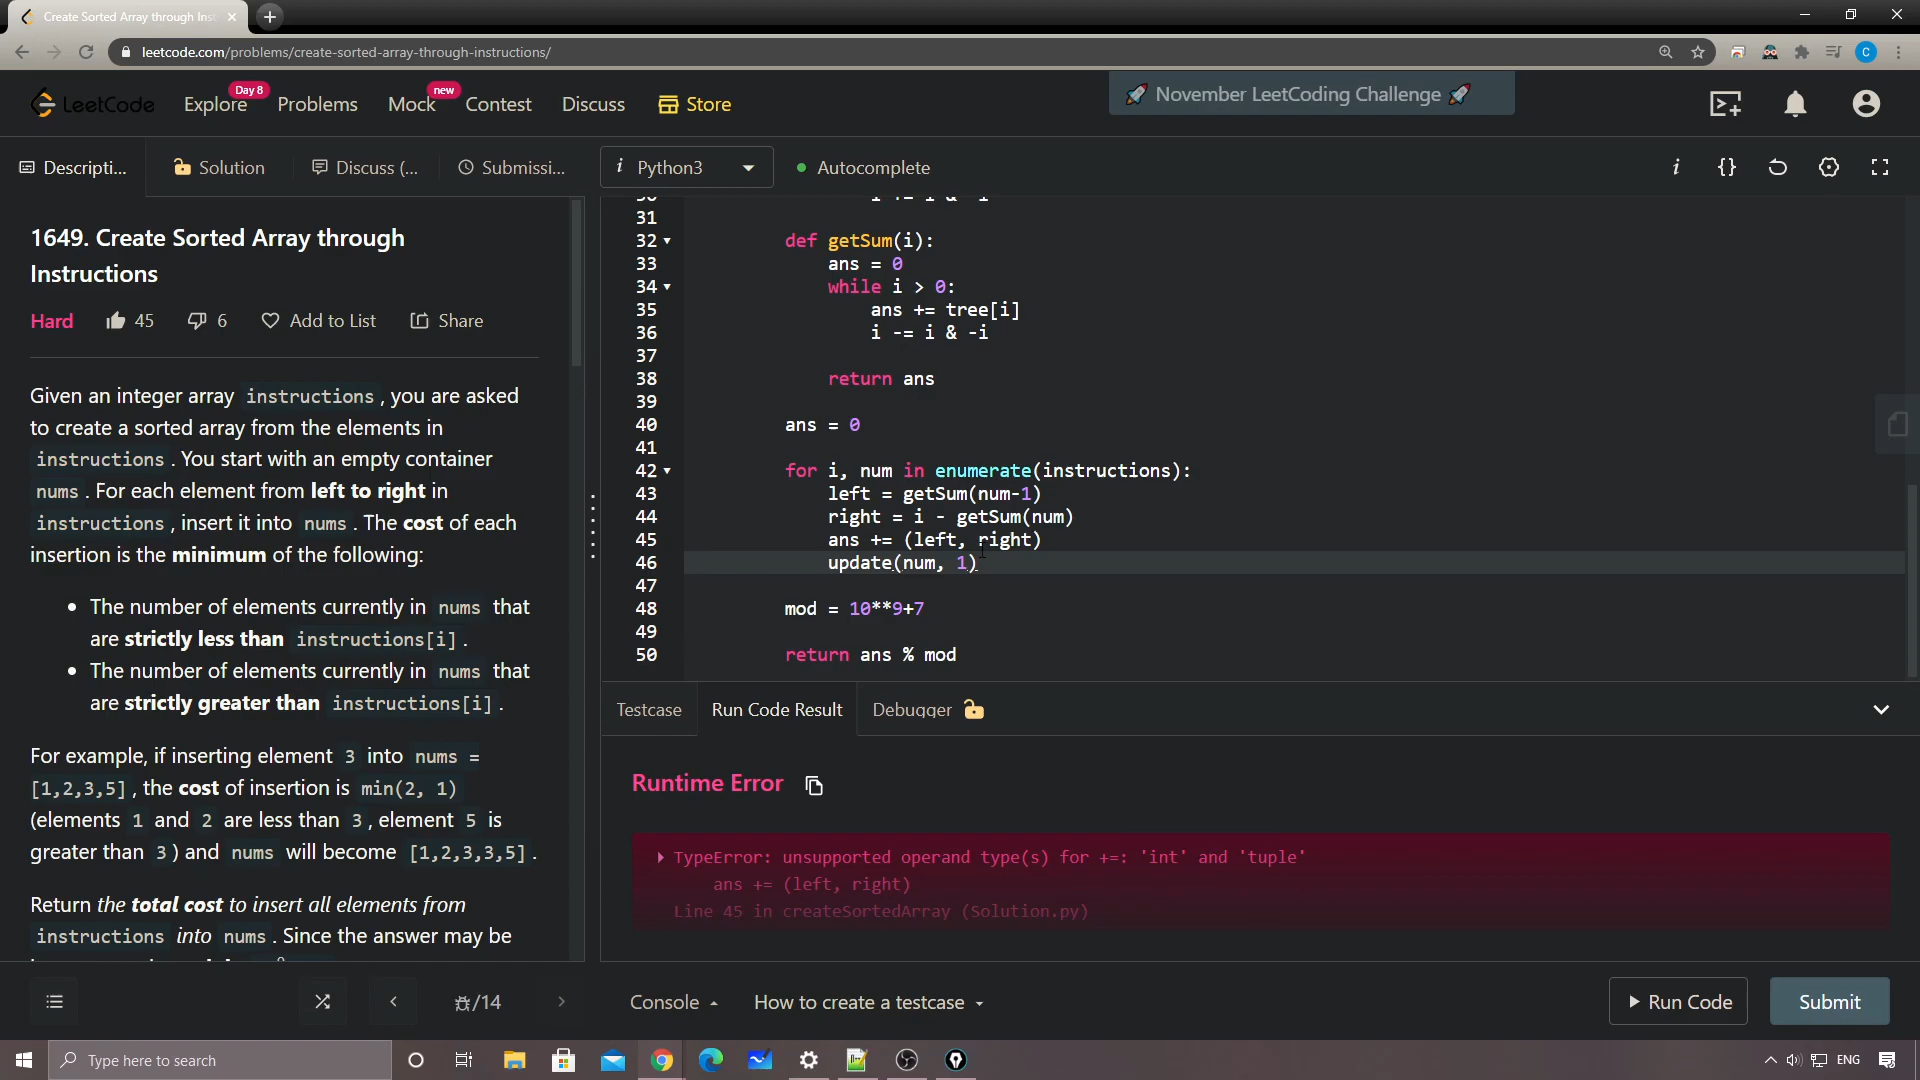 Create Sorted Array through Inst
leetcode.com/problems/create-sorted-array-through-instructions/
C
LeetCode
Explore
Day 8
Problems
Mock
new
Contest
Discuss
Store
🚀 November LeetCoding Challenge 🚀
Descripti...
Solution
Discuss (...
Submissi...
i Python3
Autocomplete
1649. Create Sorted Array through
Instructions
Hard
45
6
Add to List
Share
Given an integer array instructions, you are asked
to create a sorted array from the elements in
instructions. You start with an empty container
nums. For each element from left to right in
instructions, insert it into nums. The cost of each
insertion is the minimum of the following:
• The number of elements currently in nums that
are strictly less than instructions[i].
• The number of elements currently in nums that
are strictly greater than instructions[i].
For example, if inserting element 3 into nums =
[1,2,3,5], the cost of insertion is min(2, 1)
(elements 1 and 2 are less than 3, element 5 is
greater than 3) and nums will become [1,2,3,3,5].
Return the total cost to insert all elements from
instructions into nums. Since the answer may be
31
32 def getSum(i):
33 ans = 0
34 while i > 0:
35 ans += tree[i]
36 i -= i & -i
37
38 return ans
39
40 ans = 0
41
42 for i, num in enumerate(instructions):
43 left = getSum(num-1)
44 right = i - getSum(num)
45 ans += (left, right)
46 update(num, 1)
47
48 mod = 10**9+7
49
50 return ans % mod
Testcase
Run Code Result
Debugger
Runtime Error
TypeError: unsupported operand type(s) for +=: 'int' and 'tuple'
ans += (left, right)
Line 45 in createSortedArray (Solution.py)
/14
Console
How to create a testcase
Run Code
Submit
Type here to search
ENG